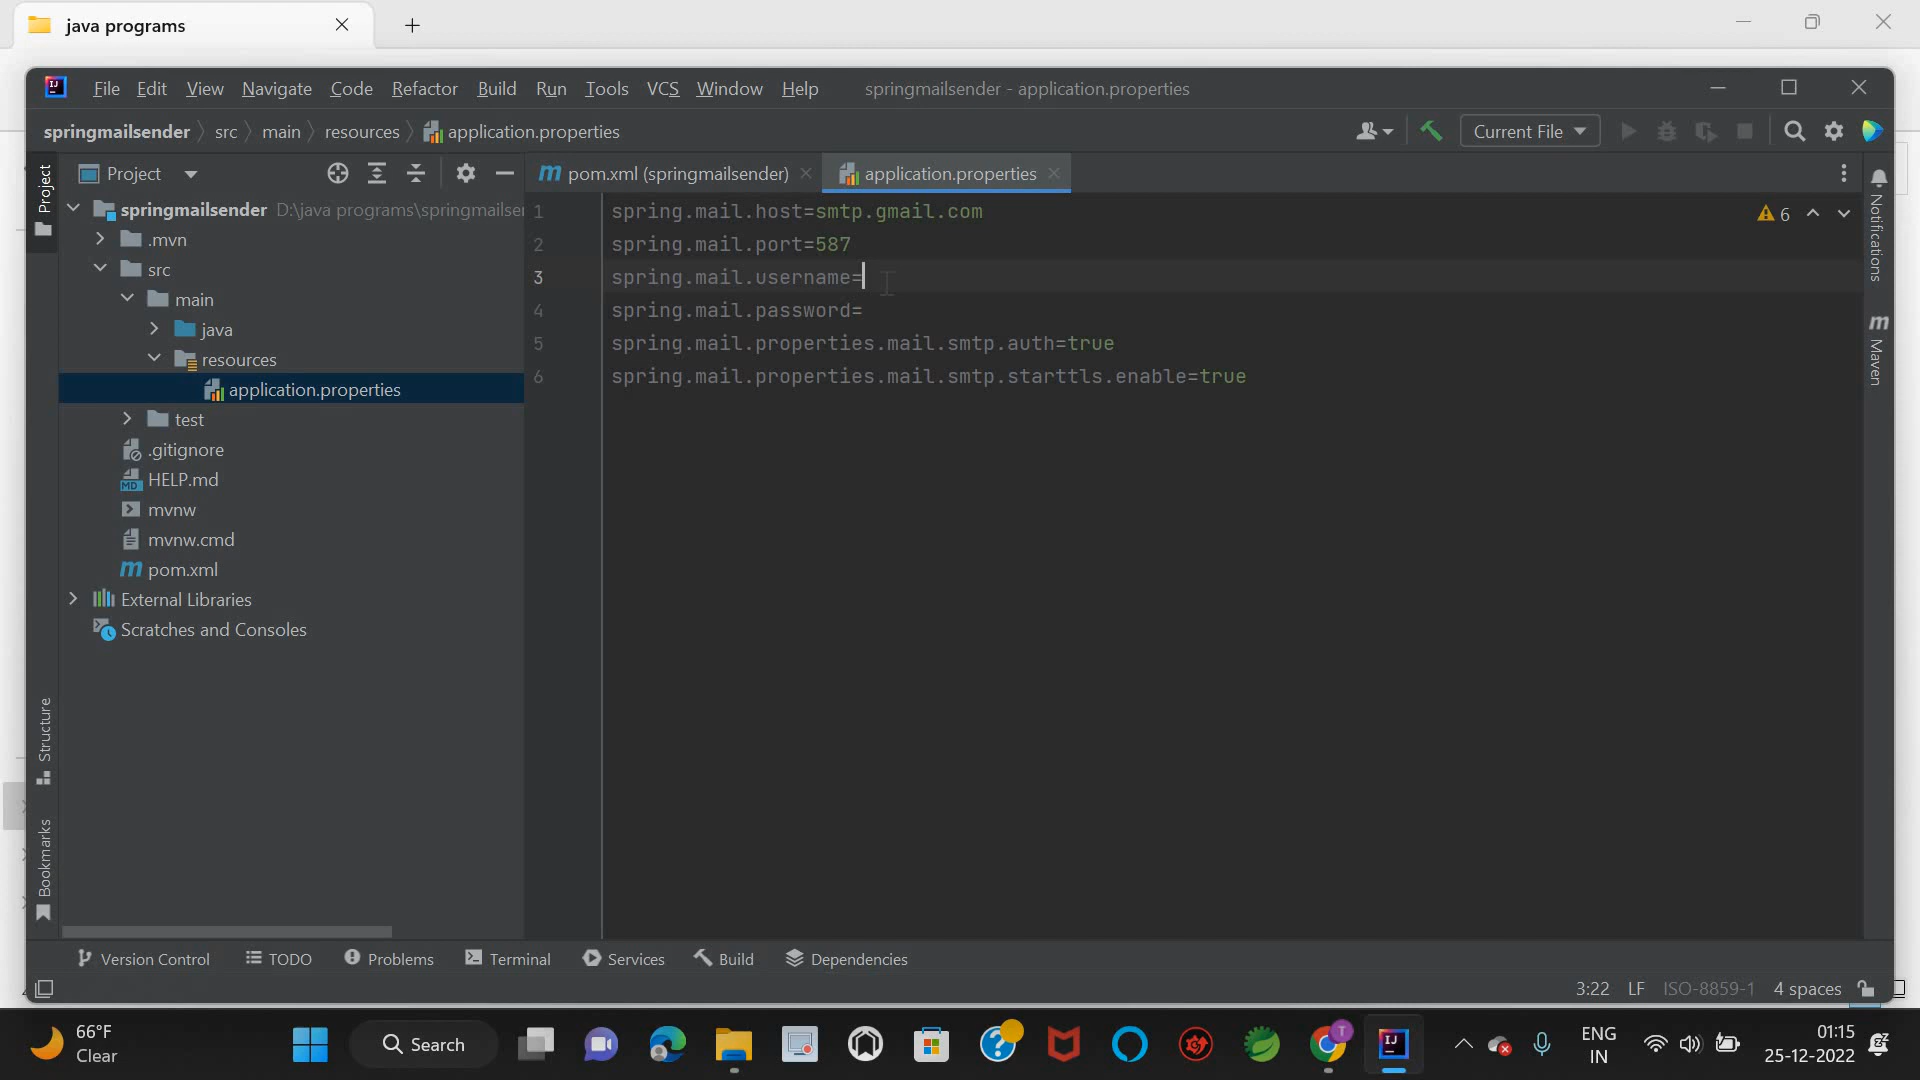 java programs
File Edit View Navigate Code Refactor Build Run Tools VCS Window Help springmailsender - application.properties
springmailsender src main resources application.properties Current File
Project pom.xml (springmailsender) application.properties
springmailsender D:\java programs\springmailsen
.mvn
src
main
java
resources
application.properties
test
.gitignore
HELP.md
mvnw
mvnw.cmd
pom.xml
External Libraries
Scratches and Consoles
1 spring.mail.host=smtp.gmail.com 6
2 spring.mail.port=587
3 spring.mail.username=
4 spring.mail.password=
5 spring.mail.properties.mail.smtp.auth=true
6 spring.mail.properties.mail.smtp.starttls.enable=true
Project
Structure
Bookmarks
Notifications
Maven
Version Control TODO Problems Terminal Services Build Dependencies
3:22 LF ISO-8859-1 4 spaces
66°F
Clear
Search
ENG
IN
01:15
25-12-2022